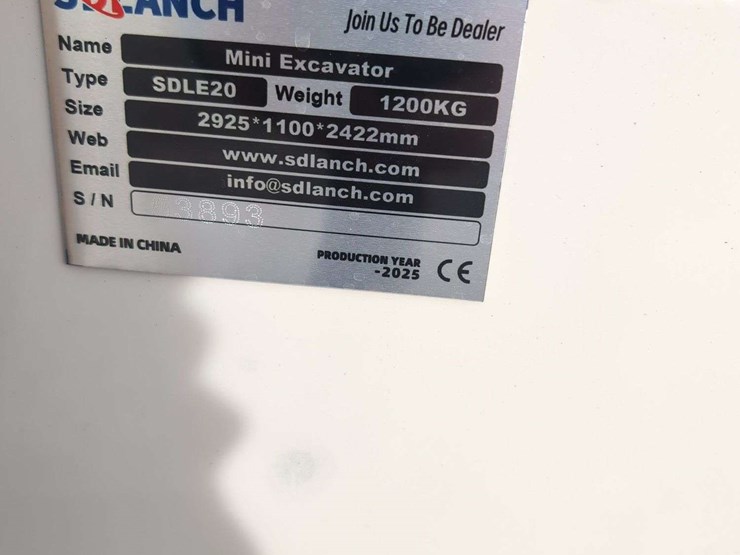 SDLANCH
Join Us To Be Dealer
Name Mini Excavator
Type SDLE20 Weight 1200KG
Size 2925*1100*2422mm
Web www.sdlanch.com
Email info@sdlanch.com
S / N
MADE IN CHINA
PRODUCTION YEAR
-2025
CE